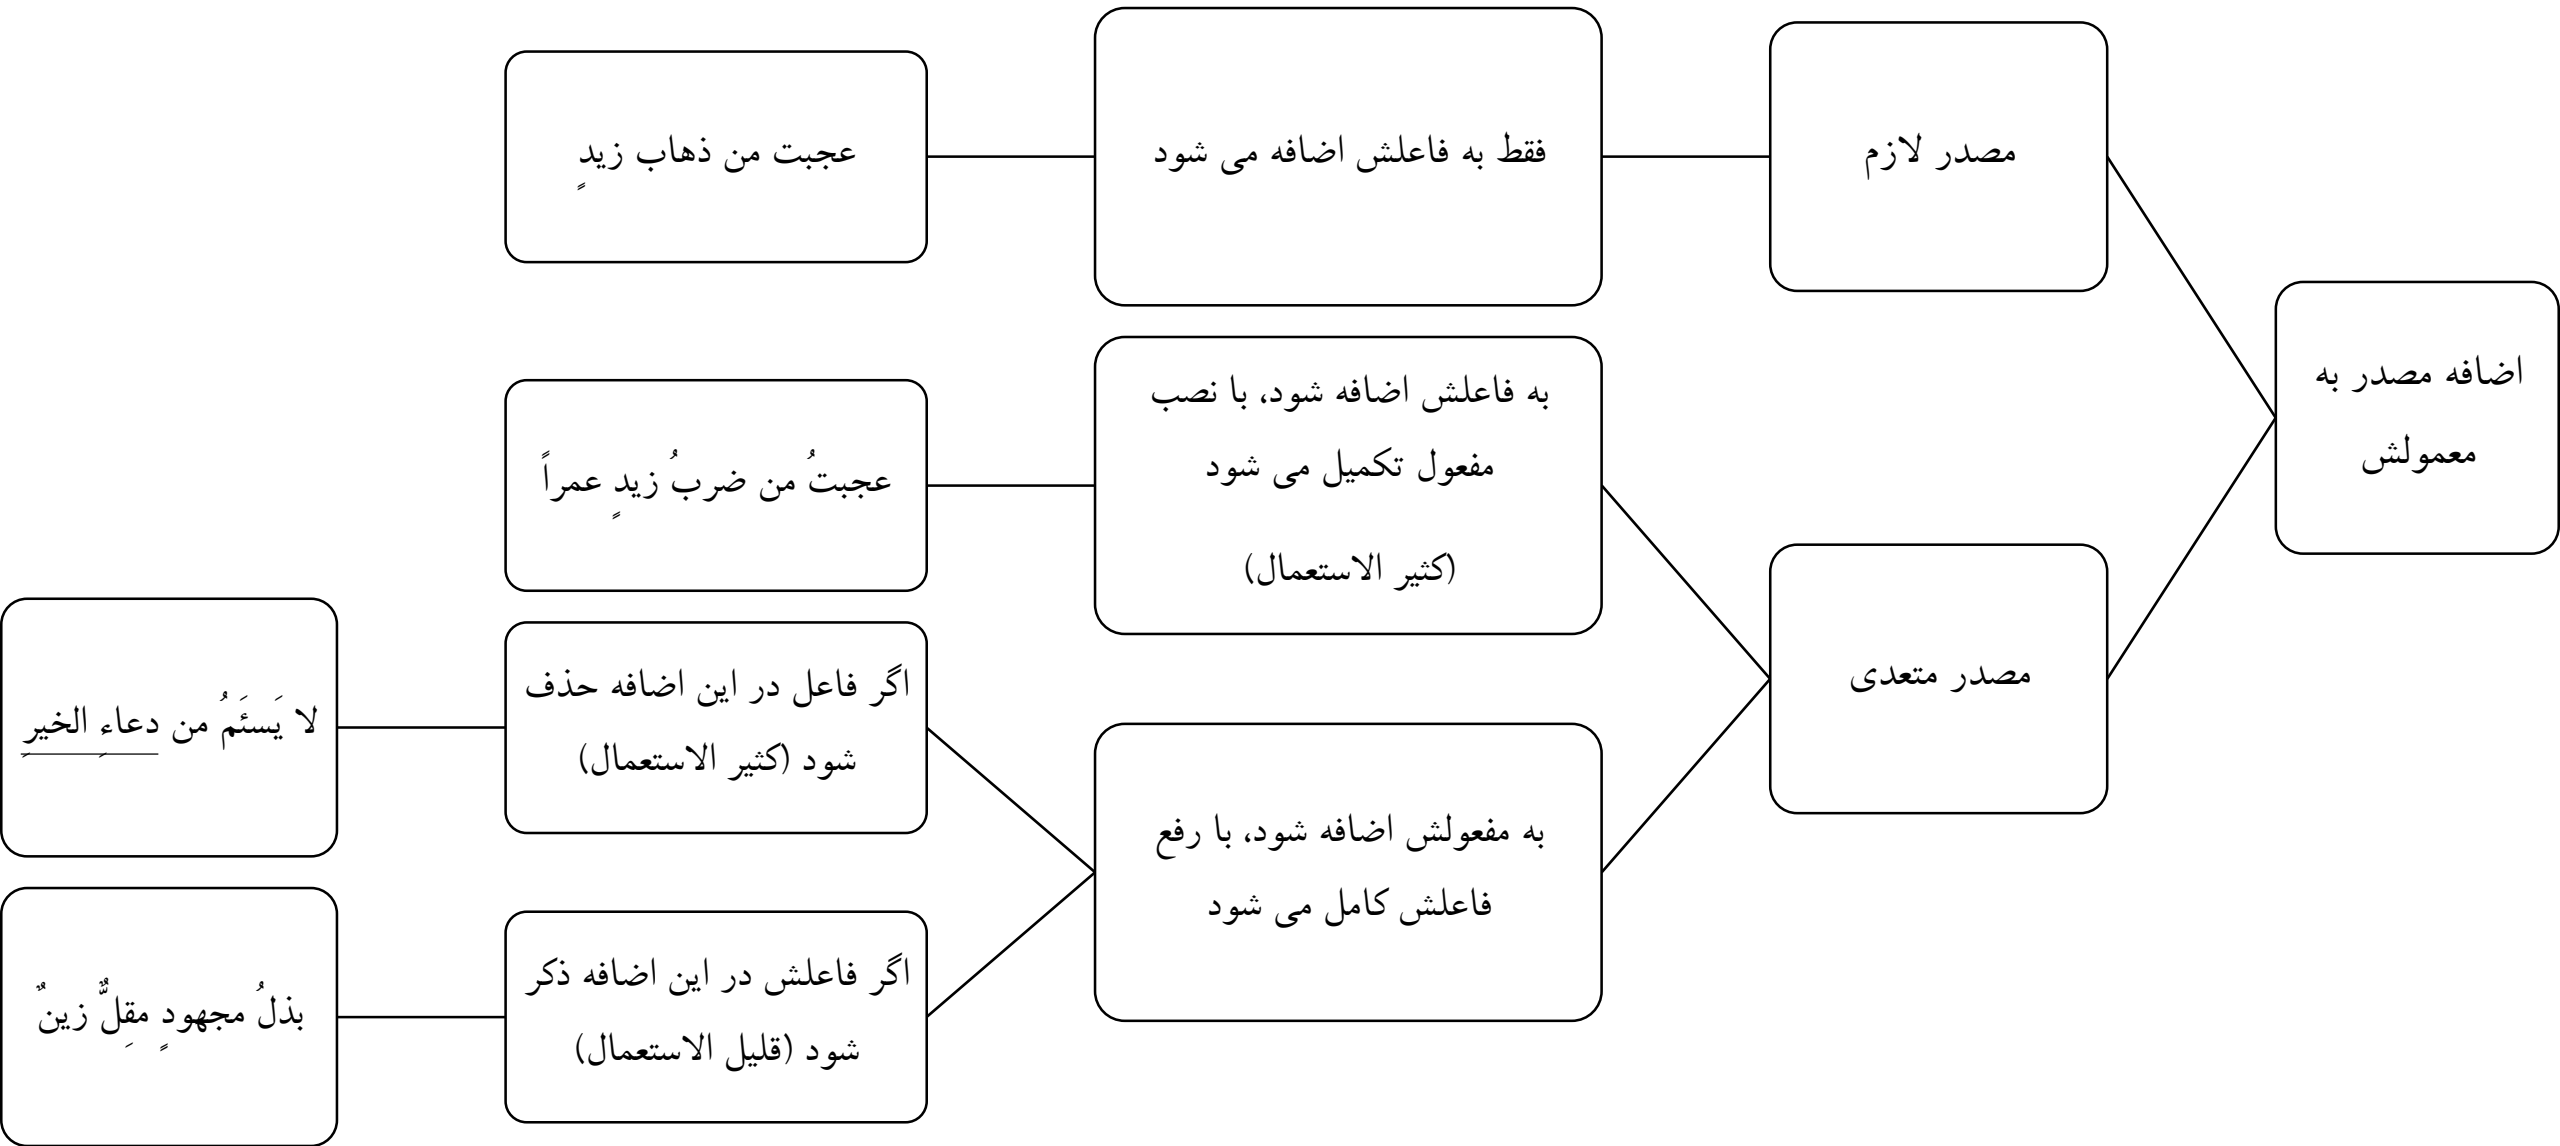 اضافه مصدر به
معمولش
مصدر لازم
فقط به فاعلش اضافه می شود
عجبت من ذهاب زیدٍ
مصدر متعدی
به فاعلش اضافه شود، با نصب
مفعول تکمیل می شود
(کثیر الاستعمال)
عجبتُ من ضربُ زیدٍ عمراً
به مفعولش اضافه شود، با رفع
فاعلش کامل می شود
اگر فاعل در این اضافه حذف
شود (کثیر الاستعمال)
لا یَسئَمُ من دعاءِ الخیرِ
اگر فاعلش در این اضافه ذکر
شود (قلیل الاستعمال)
بذلُ مجهودٍ مقِلٌّ زینٌ